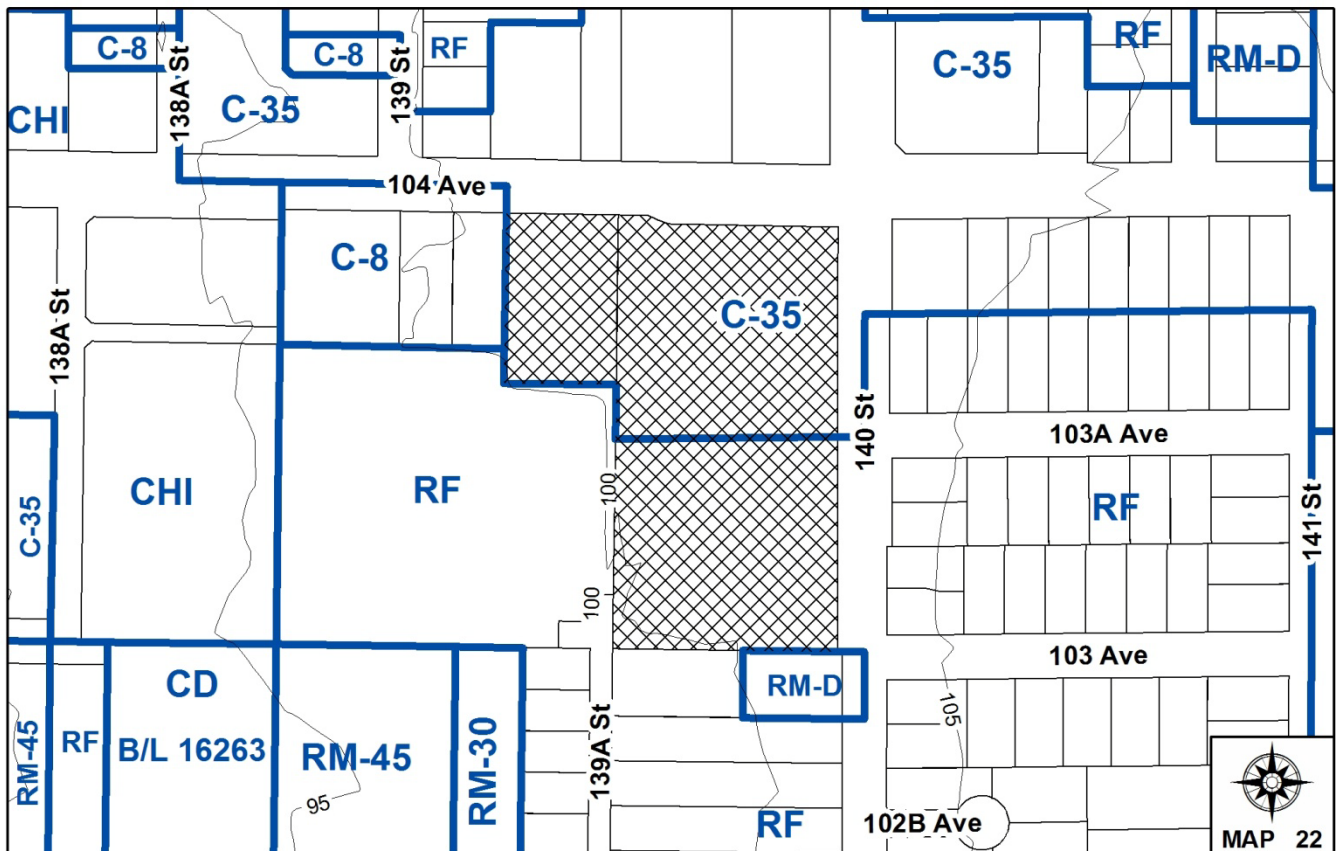 C-8
138A St
C-8
139 St
RF
C-35
RF
RM-D
CHI
C-35
104 Ave
C-8
C-35
138A St
140 St
103A Ave
C-35
CHI
RF
100
RF
141 St
100
103 Ave
CD
RM-D
RM-45
RF
B/L 16263
RM-45
RM-30
139A St
105
95
RF
102B Ave
MAP 22